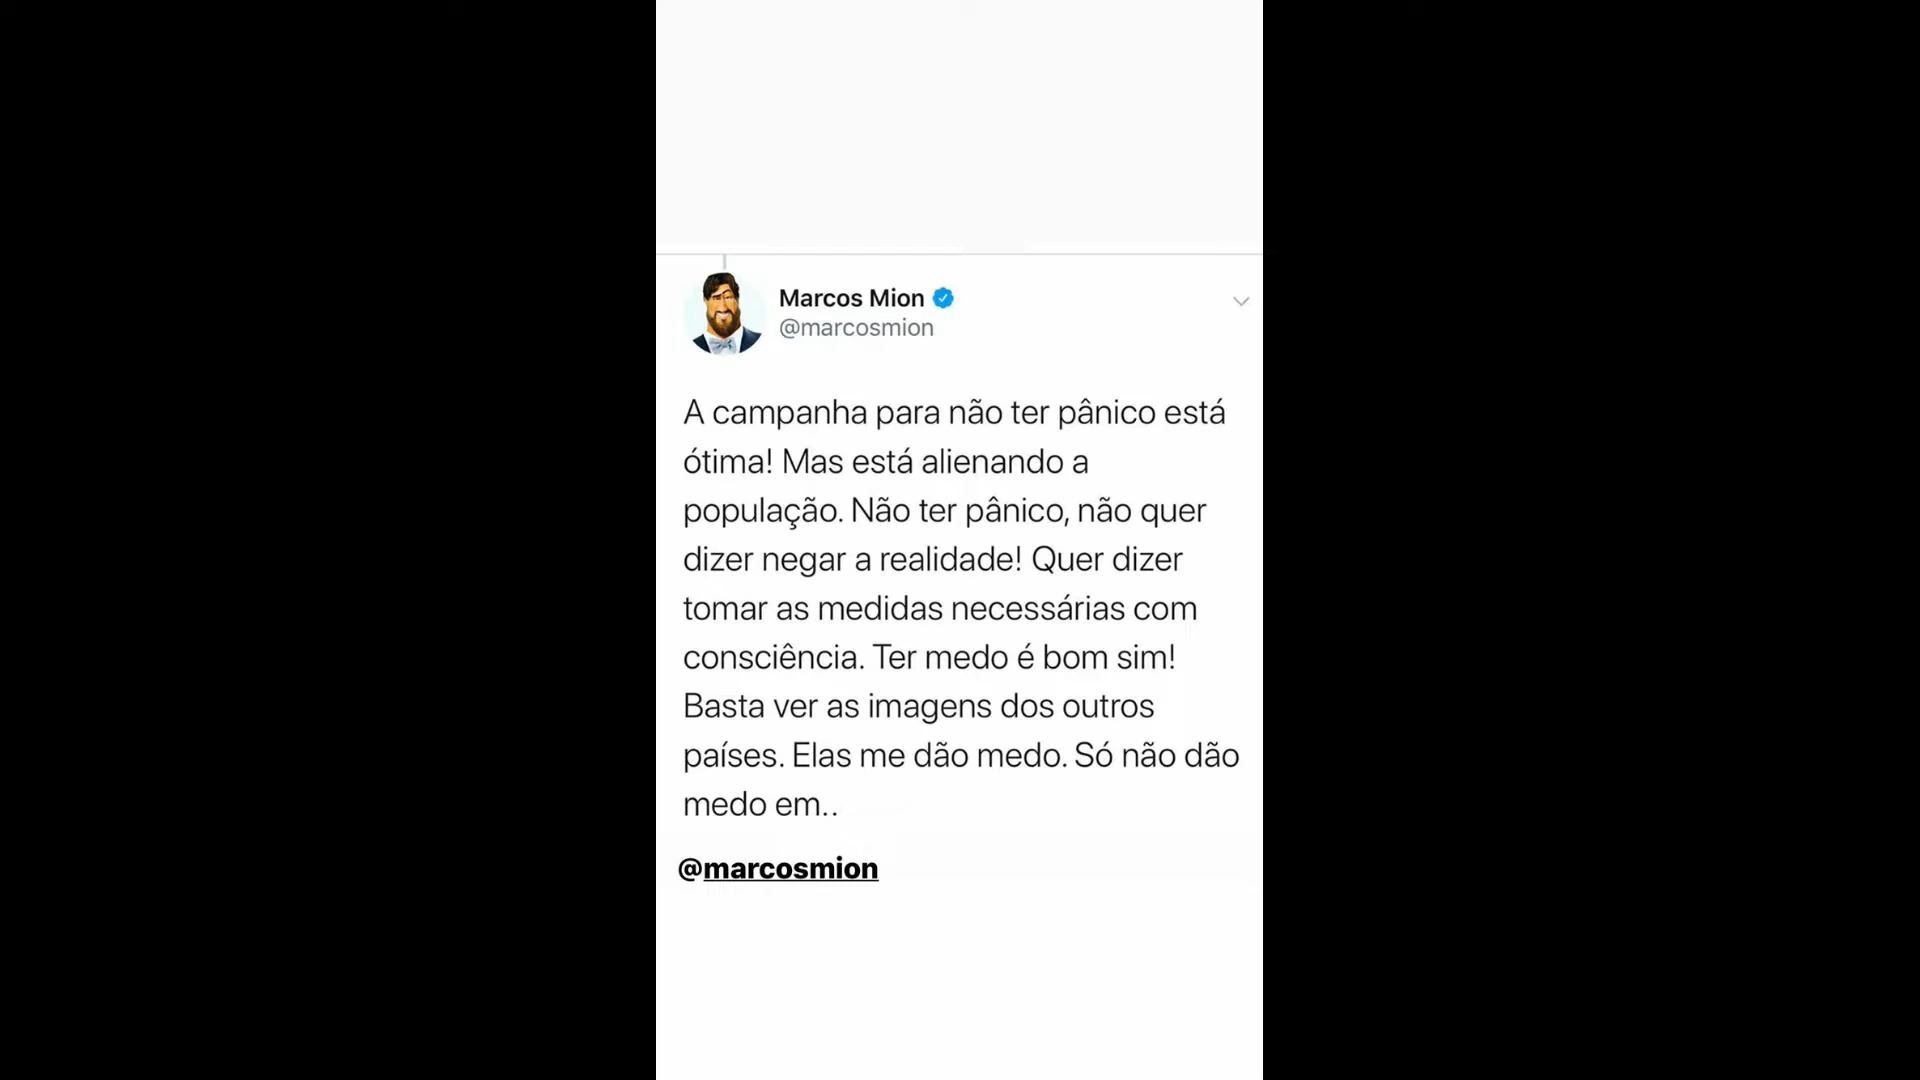 Marcos Mion
@marcosmion
A campanha para não ter pânico está
ótima! Mas está alienando a
população. Não ter pânico, não quer
dizer negar a realidade! Quer dizer
tomar as medidas necessárias com
consciência. Ter medo é bom sim!
Basta ver as imagens dos outros
países. Elas me dão medo. Só não dão
medo em..
@marcosmion